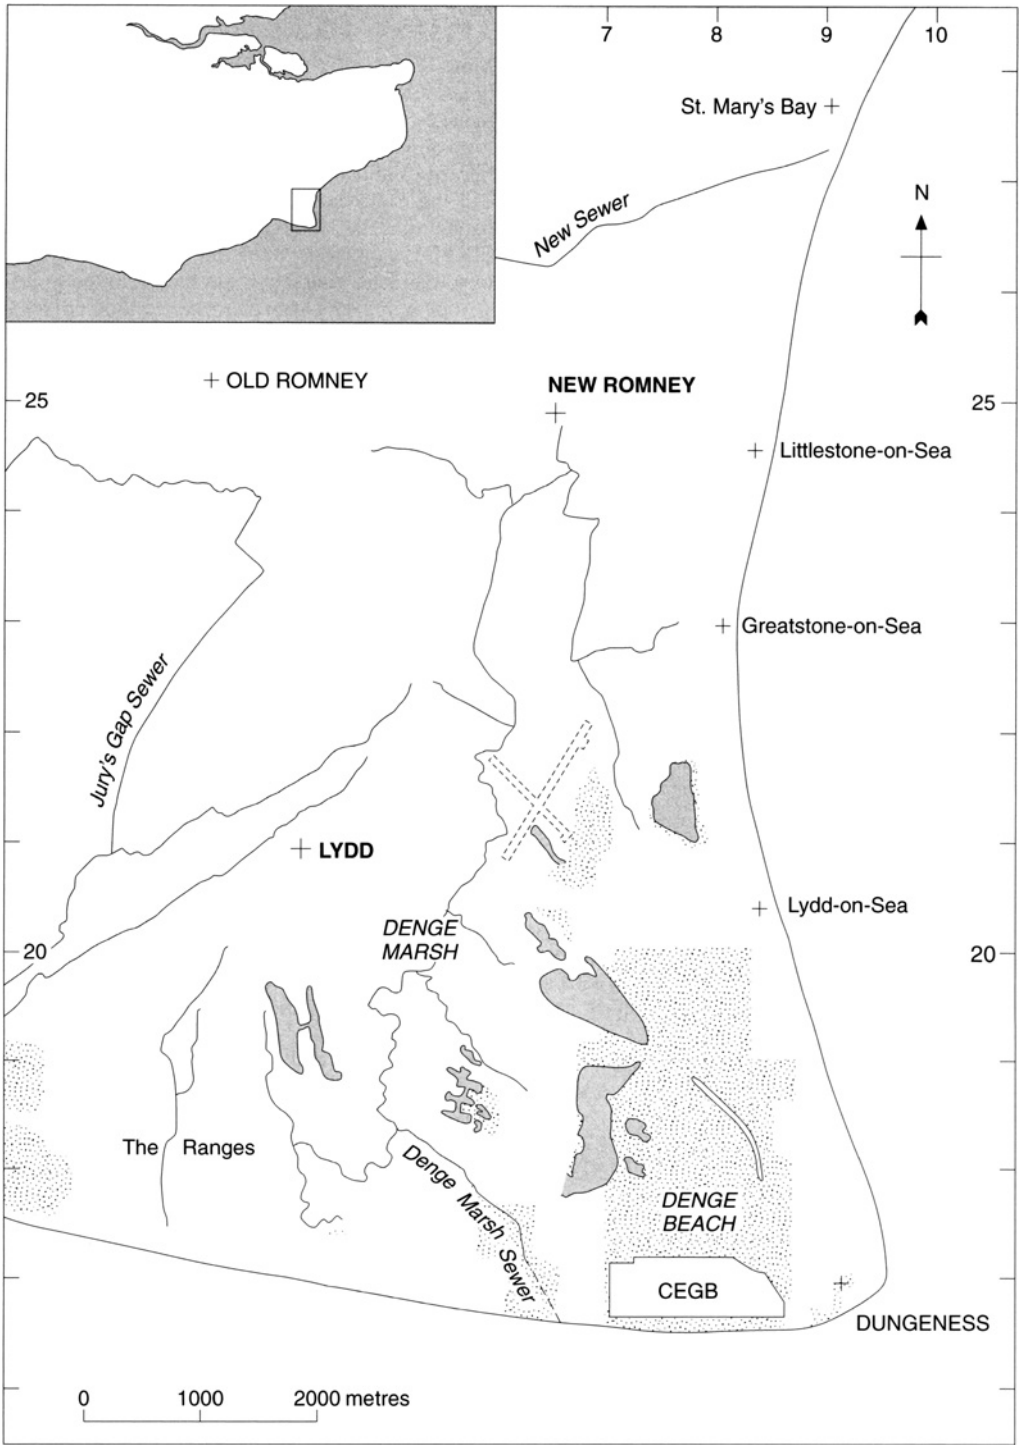 7 8 9 10
St. Mary's Bay
N
New Sewer
OLD ROMNEY
NEW ROMNEY
25
25
Littlestone-on-Sea
Greatstone-on-Sea
Jury's Gap Sewer
LYDD
Lydd-on-Sea
DENGE
MARSH
20
20
The Ranges
Denge Marsh Sewer
DENGE
BEACH
CEGB
DUNGENESS
0 1000 2000 metres